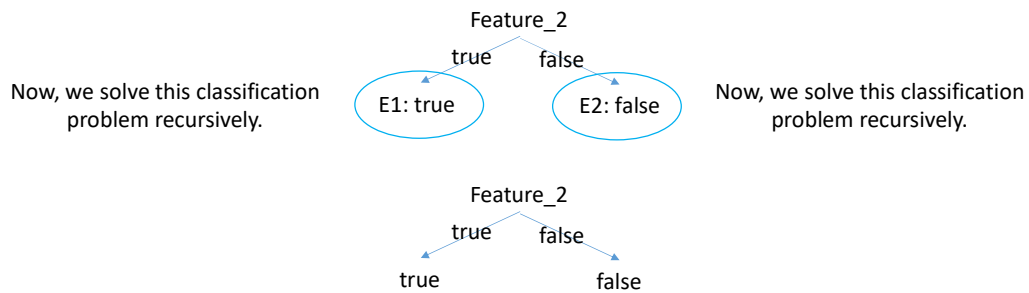 Feature_2
true
false
Now, we solve this classification
problem recursively.
E1: true
E2: false
Now, we solve this classification
problem recursively.
Feature_2
true
false
true
false